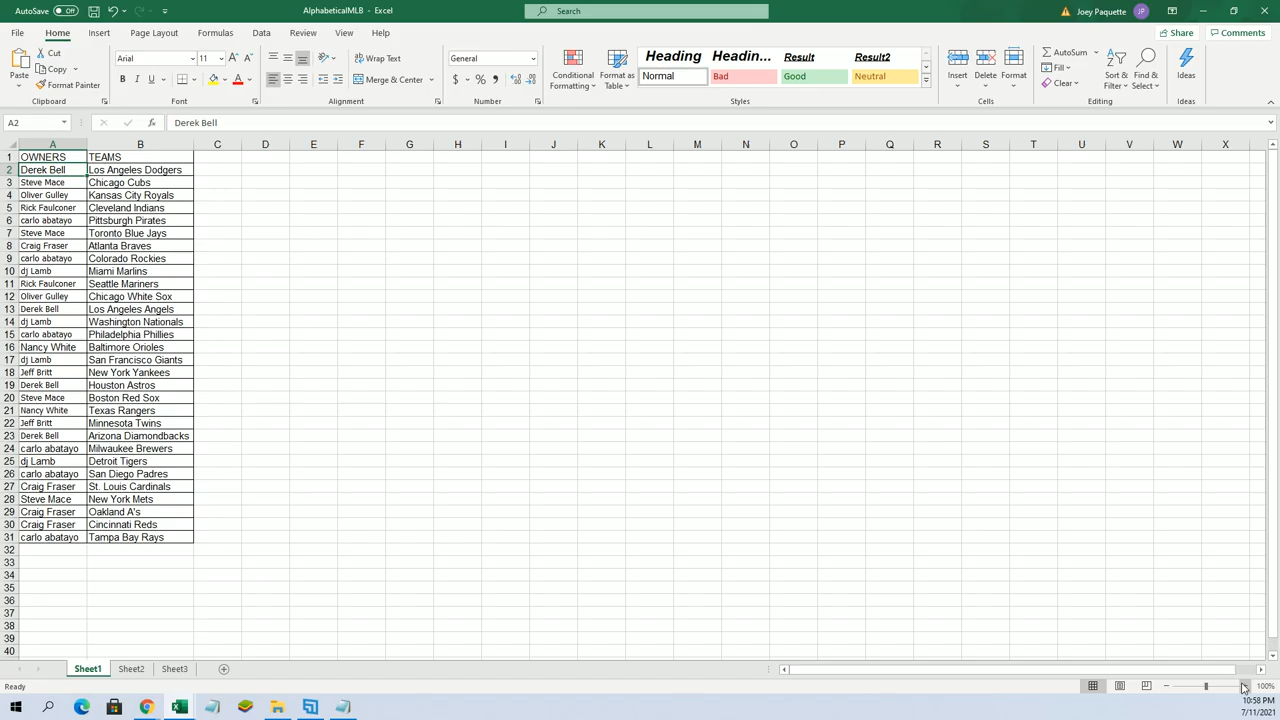 AutoSave Off AlphabeticalMLB - Excel Search Joey Paquette JP
File Home Insert Page Layout Formulas Data Review View Help Share Comments
Paste Cut Copy Format Painter Clipboard
Arial 11 A A B I U A Font
ab Wrap Text Merge & Center Alignment
General $ % 9 Number
Conditional Formatting Format as Table
Heading Headin... Result Result2
Normal Bad Good Neutral
Styles
Insert Delete Format Cells
AutoSum Fill Clear Sort & Filter Find & Select Editing
Ideas Ideas
A2 fx Derek Bell
A B C D E F G H I J K L M N O P Q R S T U V W X
1 OWNERS TEAMS
2 Derek Bell Los Angeles Dodgers
3 Steve Mace Chicago Cubs
4 Oliver Gulley Kansas City Royals
5 Rick Faulconer Cleveland Indians
6 carlo abatayo Pittsburgh Pirates
7 Steve Mace Toronto Blue Jays
8 Craig Fraser Atlanta Braves
9 carlo abatayo Colorado Rockies
10 dj Lamb Miami Marlins
11 Rick Faulconer Seattle Mariners
12 Oliver Gulley Chicago White Sox
13 Derek Bell Los Angeles Angels
14 dj Lamb Washington Nationals
15 carlo abatayo Philadelphia Phillies
16 Nancy White Baltimore Orioles
17 dj Lamb San Francisco Giants
18 Jeff Britt New York Yankees
19 Derek Bell Houston Astros
20 Steve Mace Boston Red Sox
21 Nancy White Texas Rangers
22 Jeff Britt Minnesota Twins
23 Derek Bell Arizona Diamondbacks
24 carlo abatayo Milwaukee Brewers
25 dj Lamb Detroit Tigers
26 carlo abatayo San Diego Padres
27 Craig Fraser St. Louis Cardinals
28 Steve Mace New York Mets
29 Craig Fraser Oakland A's
30 Craig Fraser Cincinnati Reds
31 carlo abatayo Tampa Bay Rays
32
33
34
35
36
37
38
39
40
Sheet1 Sheet2 Sheet3
Ready 100%
10:58 PM
7/11/2021